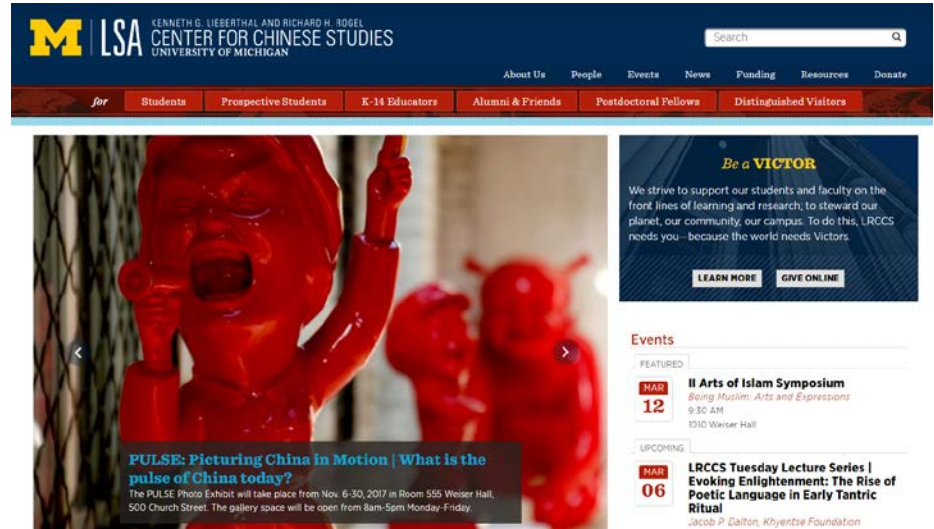 M LSA
KENNETH G. LIEBERTHAL AND RICHARD H. ROGEL
CENTER FOR CHINESE STUDIES
UNIVERSITY OF MICHIGAN
Search
About Us People Events News Funding Resources Donate
for Students Prospective Students K-14 Educators Alumni & Friends Postdoctoral Fellows Distinguished Visitors
Be a VICTOR
We strive to support our students and faculty on the
front lines of learning and research; to steward our
planet, our community, our campus. To do this, LRCCS
needs you—because the world needs Victors.
LEARN MORE GIVE ONLINE
PULSE: Picturing China in Motion | What is the
pulse of China today?
The PULSE Photo Exhibit will take place from Nov. 6-30, 2017 in Room 555 Weiser Hall,
500 Church Street. The gallery space will be open from 8am-5pm Monday-Friday.
Events
FEATURED
MAR
12
II Arts of Islam Symposium
Being Muslim: Arts and Expressions
9:30 AM
1010 Weiser Hall
UPCOMING
MAR
06
LRCCS Tuesday Lecture Series |
Evoking Enlightenment: The Rise of
Poetic Language in Early Tantric
Ritual
Jacob P. Dalton, Khyentse Foundation